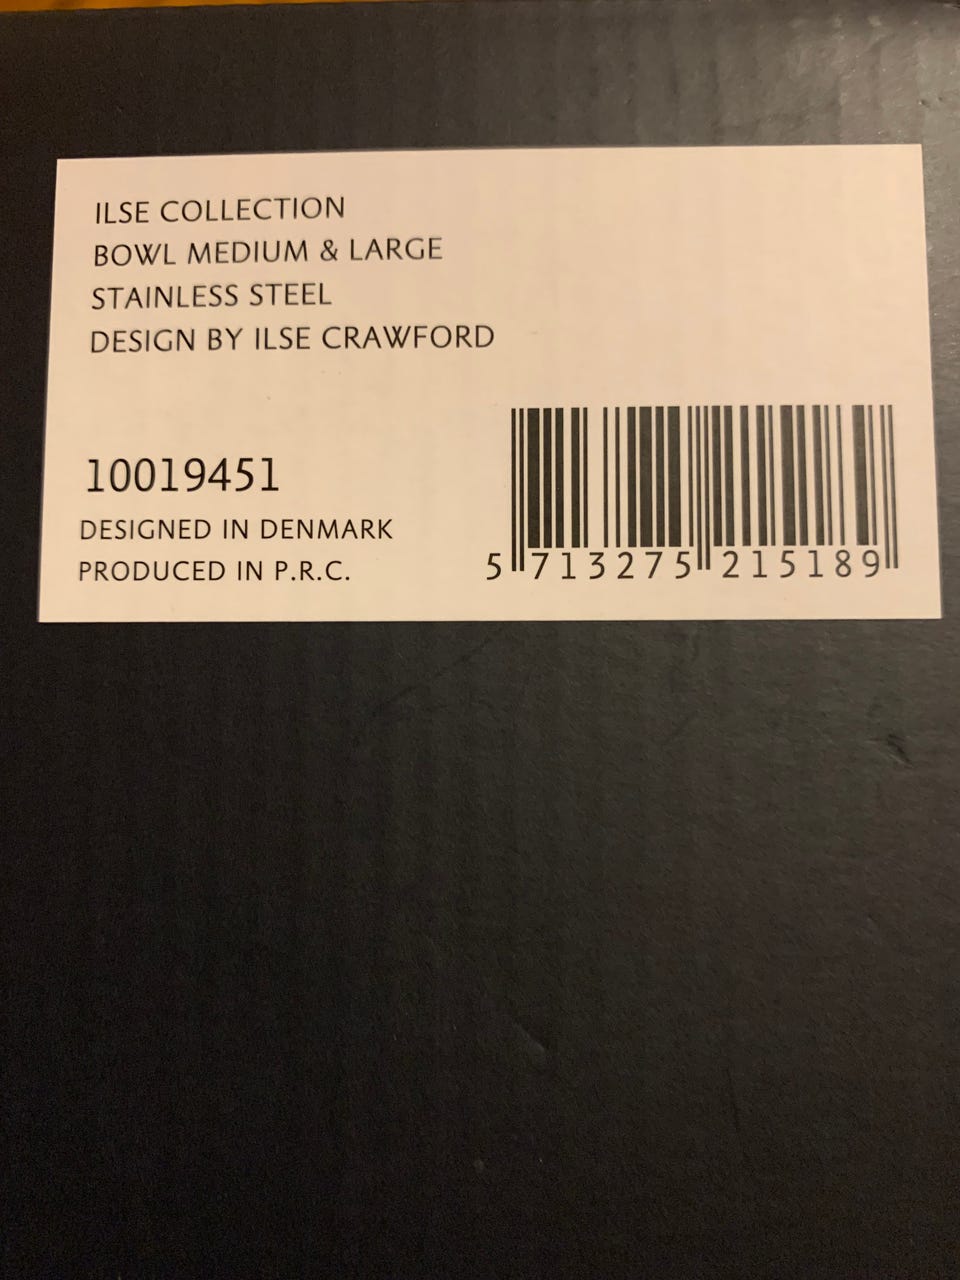 ILSE COLLECTION
BOWL MEDIUM & LARGE
STAINLESS STEEL
DESIGN BY ILSE CRAWFORD
10019451
DESIGNED IN DENMARK
PRODUCED IN P.R.C.
5 713275 215189